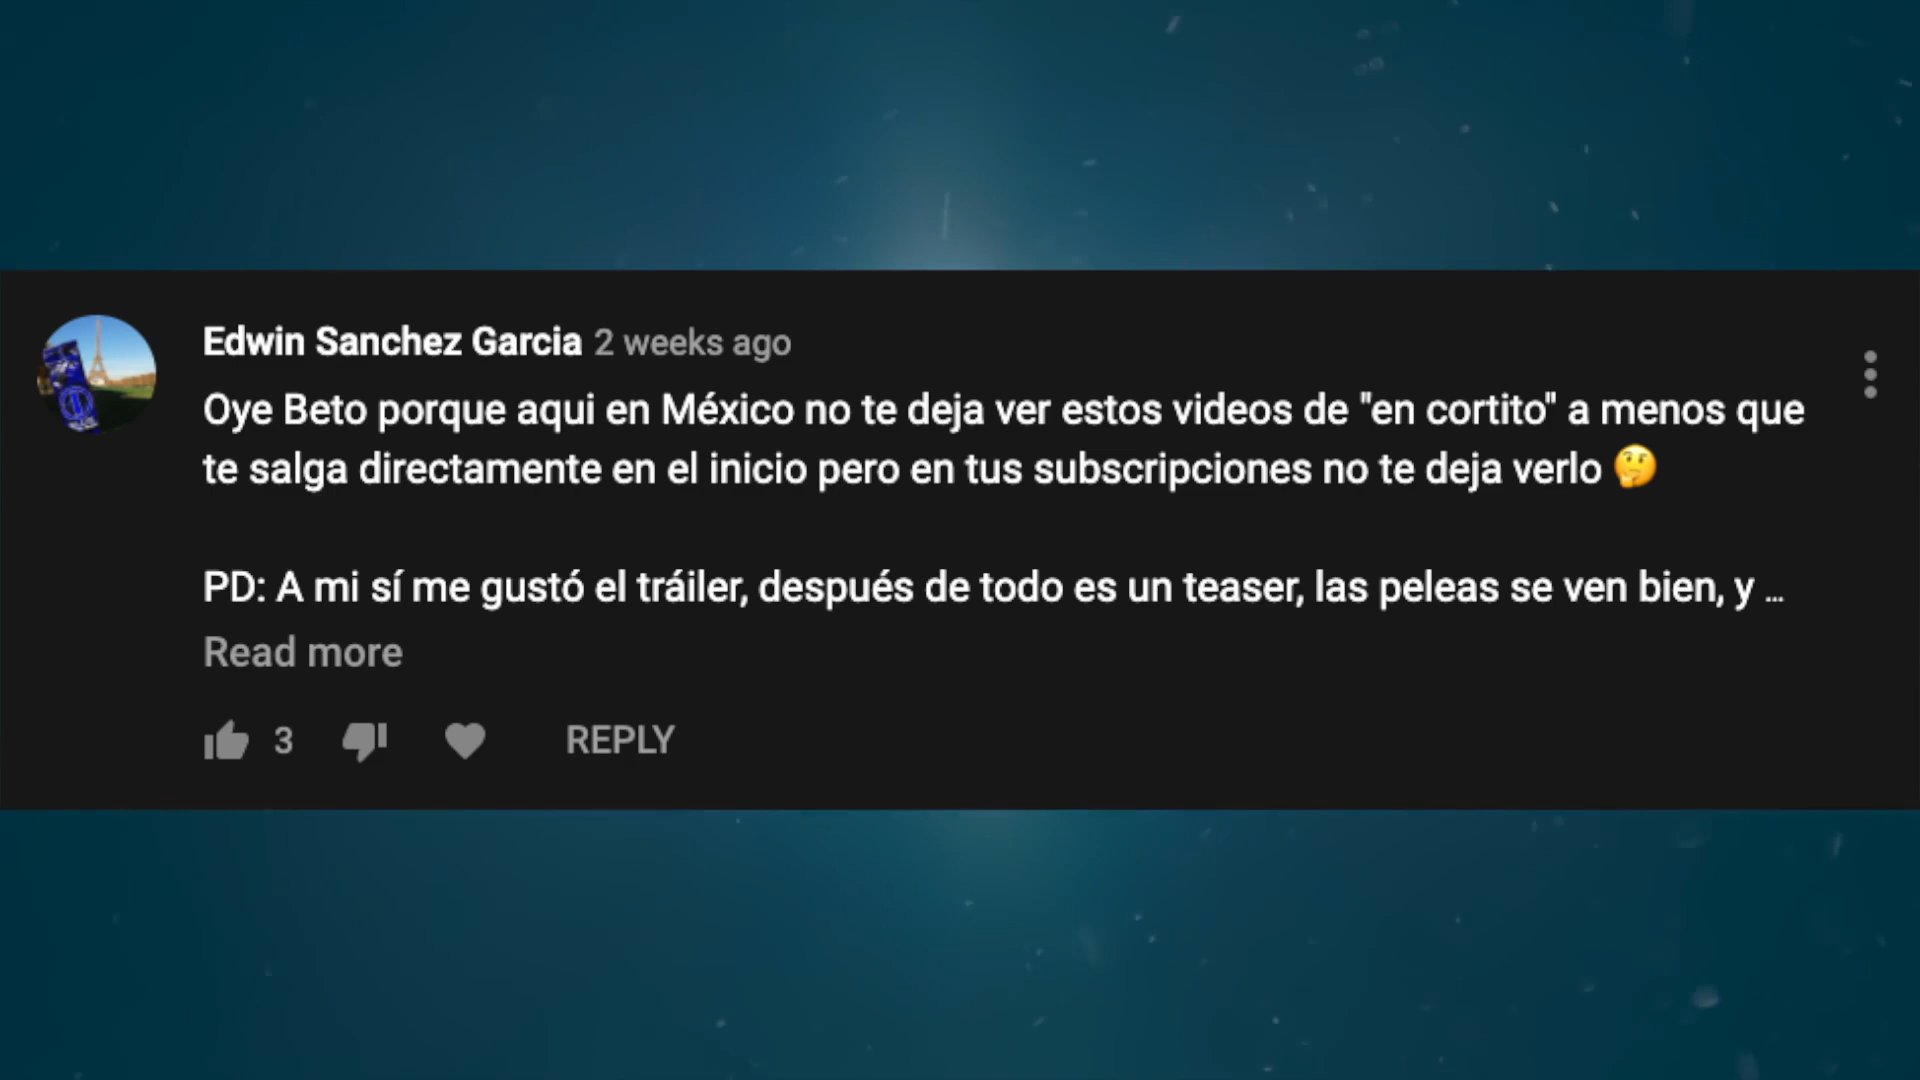 Edwin Sanchez Garcia 2 weeks ago
Oye Beto porque aqui en México no te deja ver estos videos de "en cortito" a menos que
te salga directamente en el inicio pero en tus subscripciones no te deja verlo 🤔
PD: A mi sí me gustó el tráiler, después de todo es un teaser, las peleas se ven bien, y ...
Read more
3 REPLY